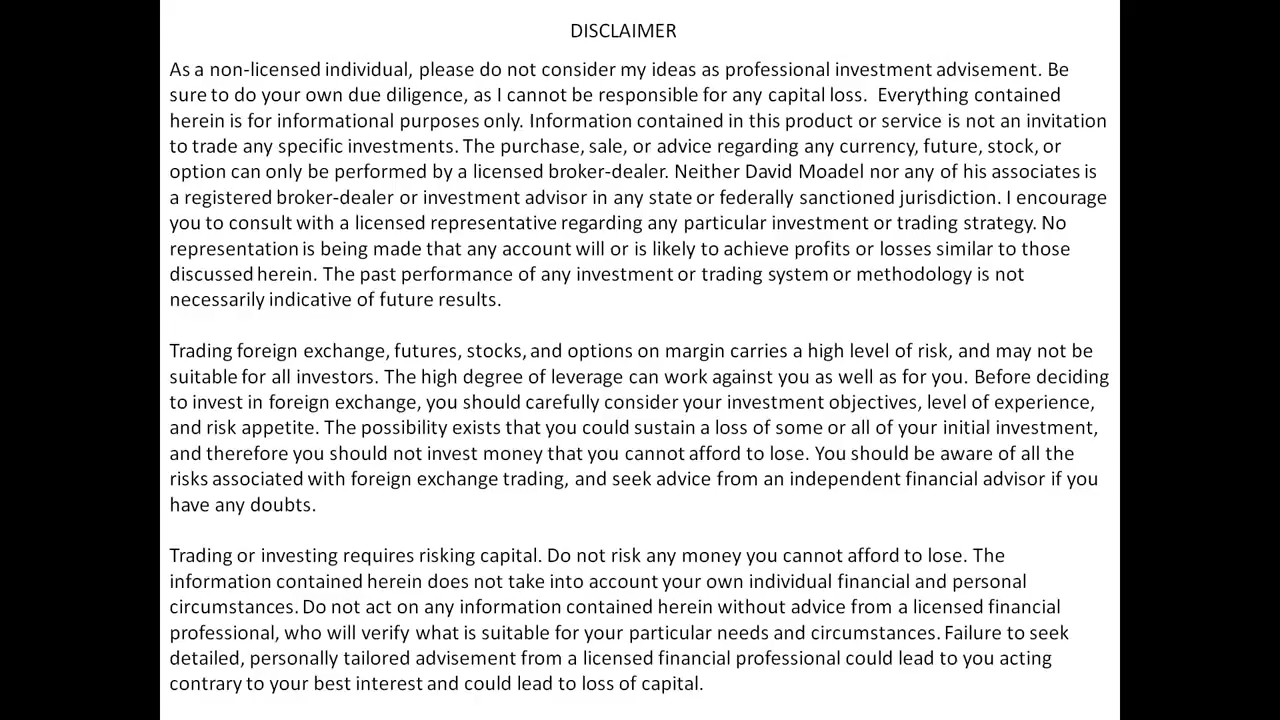 DISCLAIMER
As a non-licensed individual, please do not consider my ideas as professional investment advisement. Be
sure to do your own due diligence, as I cannot be responsible for any capital loss.  Everything contained
herein is for informational purposes only. Information contained in this product or service is not an invitation
to trade any specific investments. The purchase, sale, or advice regarding any currency, future, stock, or
option can only be performed by a licensed broker-dealer. Neither David Moadel nor any of his associates is
a registered broker-dealer or investment advisor in any state or federally sanctioned jurisdiction. I encourage
you to consult with a licensed representative regarding any particular investment or trading strategy. No
representation is being made that any account will or is likely to achieve profits or losses similar to those
discussed herein. The past performance of any investment or trading system or methodology is not
necessarily indicative of future results.
Trading foreign exchange, futures, stocks, and options on margin carries a high level of risk, and may not be
suitable for all investors. The high degree of leverage can work against you as well as for you. Before deciding
to invest in foreign exchange, you should carefully consider your investment objectives, level of experience,
and risk appetite. The possibility exists that you could sustain a loss of some or all of your initial investment,
and therefore you should not invest money that you cannot afford to lose. You should be aware of all the
risks associated with foreign exchange trading, and seek advice from an independent financial advisor if you
have any doubts.
Trading or investing requires risking capital. Do not risk any money you cannot afford to lose. The
information contained herein does not take into account your own individual financial and personal
circumstances. Do not act on any information contained herein without advice from a licensed financial
professional, who will verify what is suitable for your particular needs and circumstances. Failure to seek
detailed, personally tailored advisement from a licensed financial professional could lead to you acting
contrary to your best interest and could lead to loss of capital.